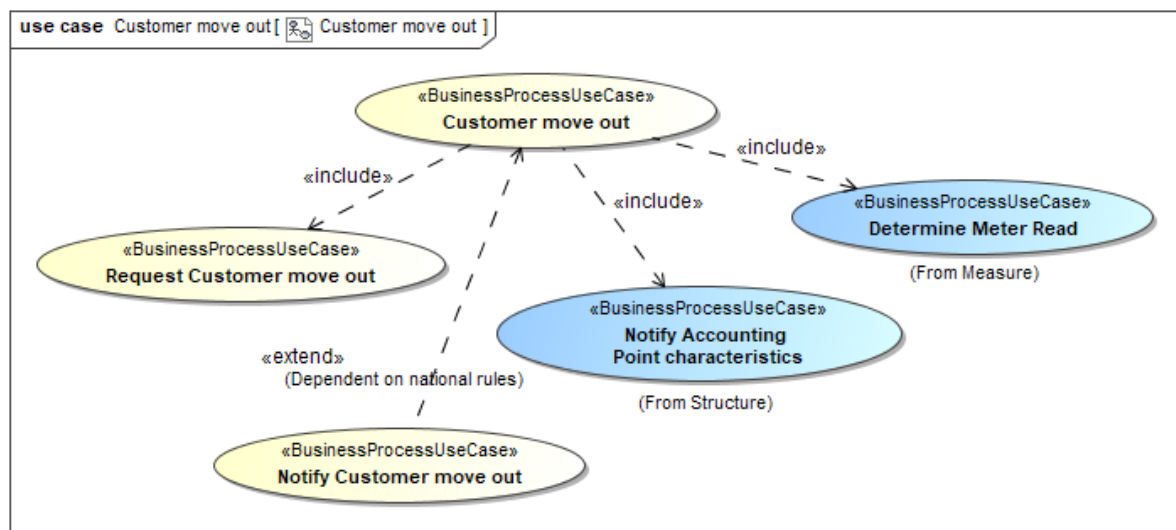 use case Customer move out [ Customer move out ]
«BusinessProcessUseCase»
Customer move out
«include»
«include»
«include»
«BusinessProcessUseCase»
Determine Meter Read
(From Measure)
«BusinessProcessUseCase»
Request Customer move out
«BusinessProcessUseCase»
Notify Accounting
Point characteristics
(From Structure)
«extend»
(Dependent on national rules)
«BusinessProcessUseCase»
Notify Customer move out